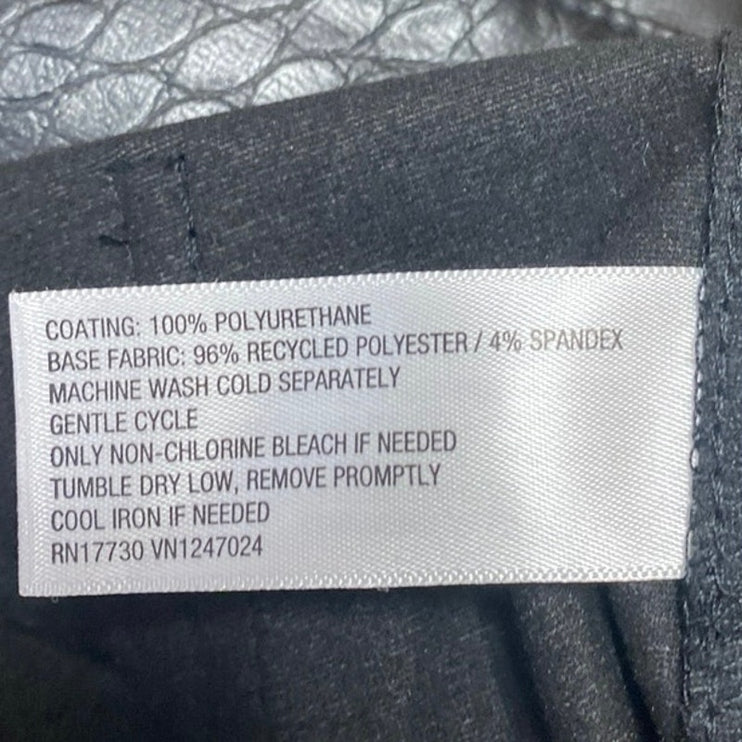 COATING: 100% POLYURETHANE
BASE FABRIC: 96% RECYCLED POLYESTER / 4% SPANDEX
MACHINE WASH COLD SEPARATELY
GENTLE CYCLE
ONLY NON-CHLORINE BLEACH IF NEEDED
TUMBLE DRY LOW, REMOVE PROMPTLY
COOL IRON IF NEEDED
RN17730 VN1247024